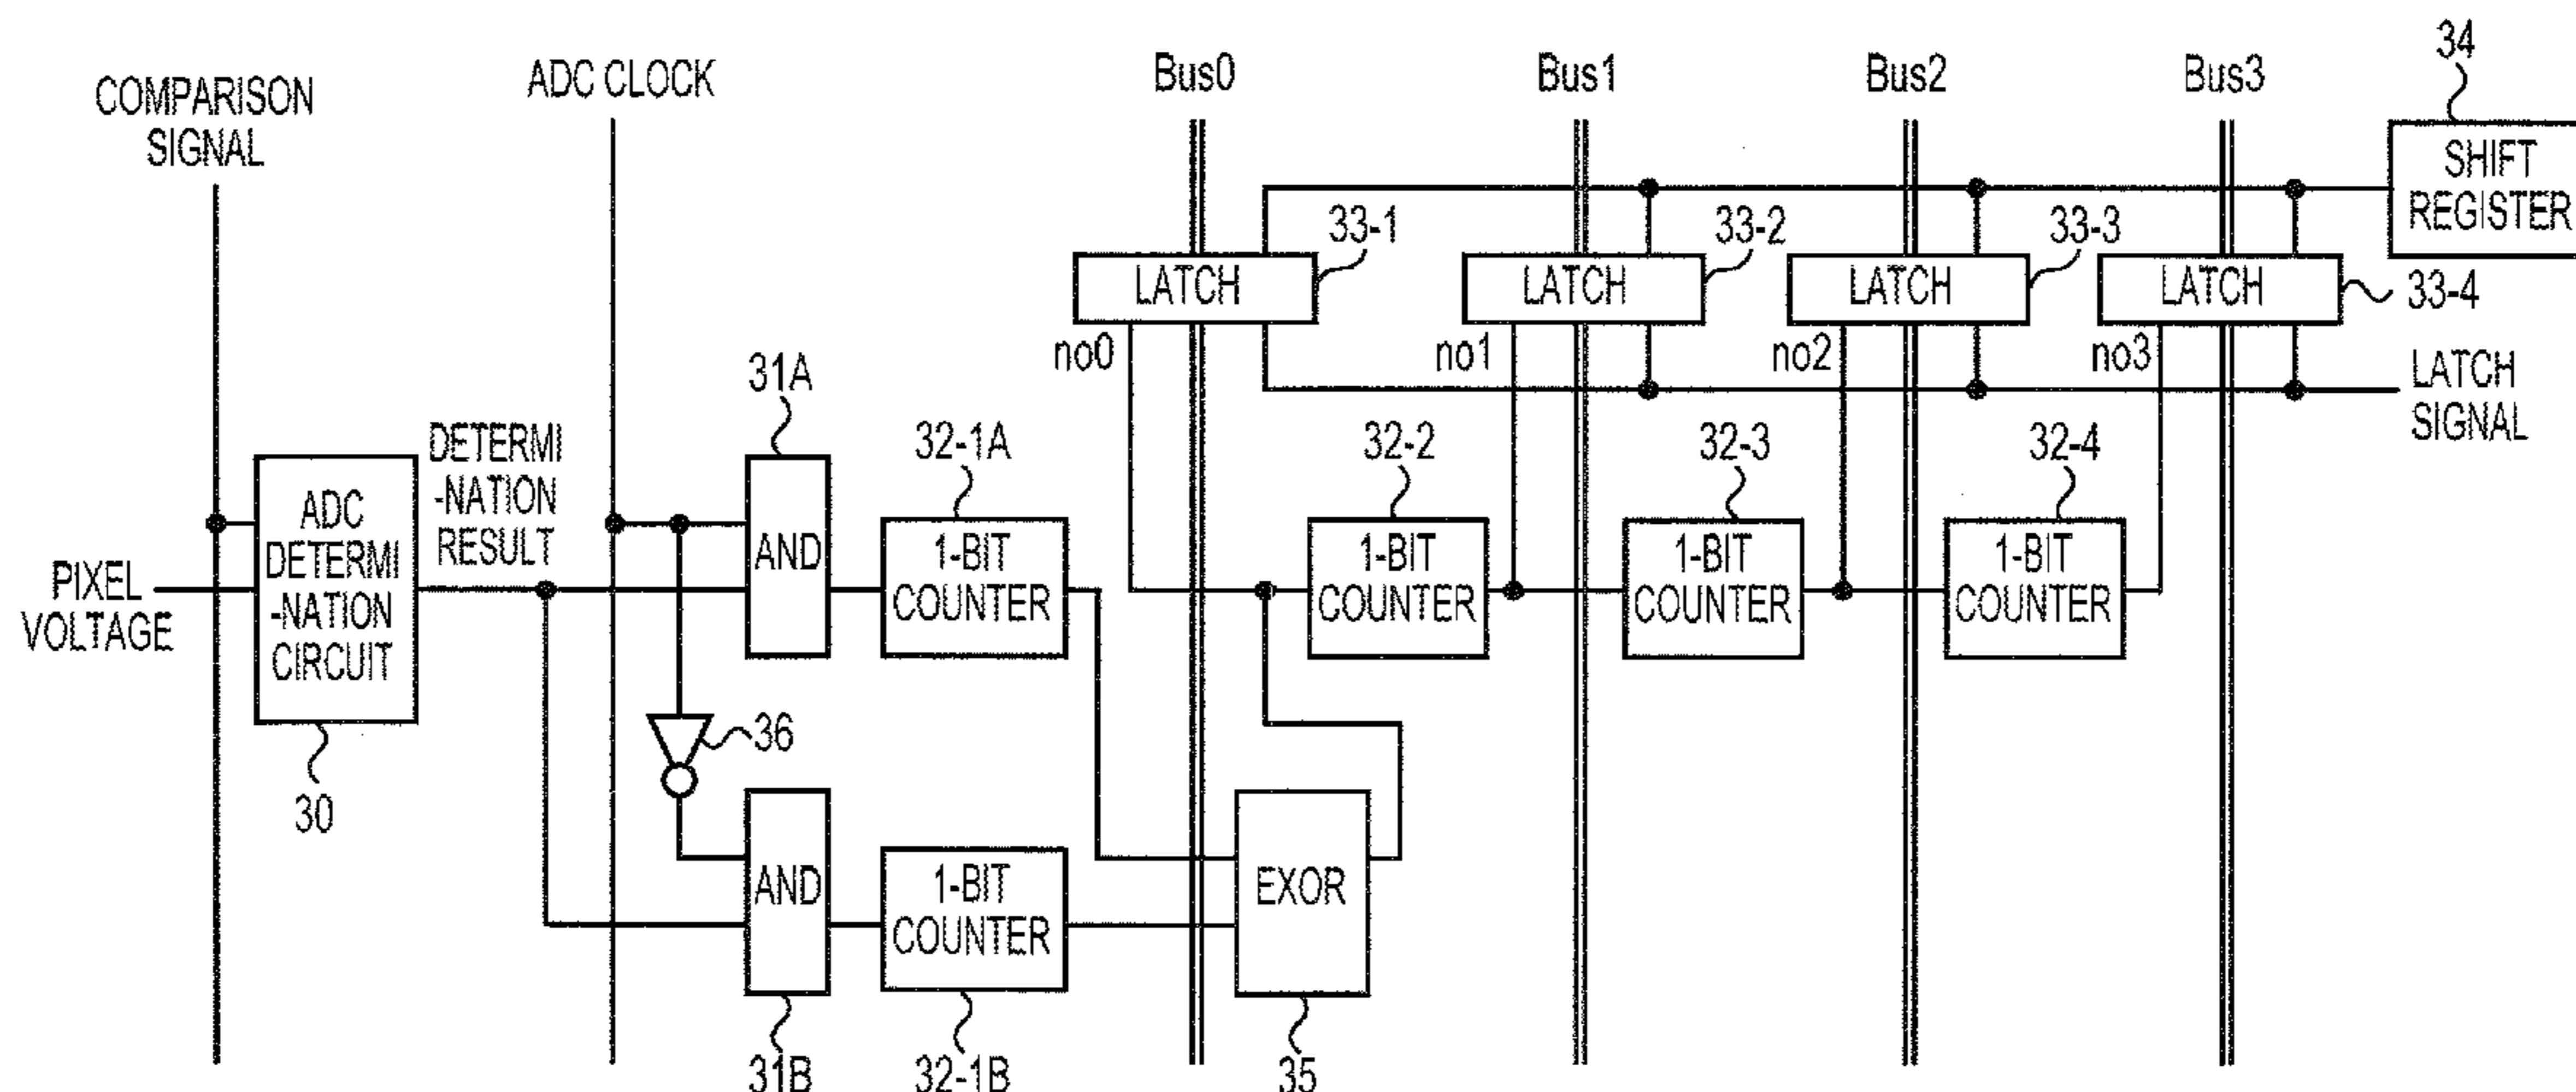 COMPARISON
SIGNAL
ADC CLOCK
Bus0
Bus1
Bus2
Bus3
34
SHIFT
REGISTER
33-1
33-2
33-3
33-4
LATCH
LATCH
LATCH
LATCH
no0
no1
no2
no3
LATCH
SIGNAL
31A
32-1A
32-2
32-3
32-4
DETERMI
-NATION
RESULT
ADC
DETERMI
-NATION
CIRCUIT
PIXEL
VOLTAGE
AND
1-BIT
COUNTER
1-BIT
COUNTER
1-BIT
COUNTER
1-BIT
COUNTER
36
30
AND
1-BIT
COUNTER
EXOR
31B
32-1B
35